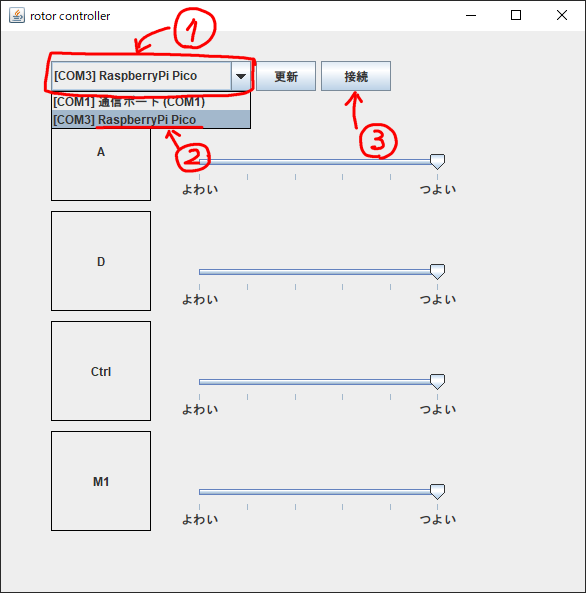 rotor controller
①
[COM3] RaspberryPi Pico
更新
接続
[COM1] 通信ポート (COM1)
[COM3] RaspberryPi Pico
②
③
A
よわい
つよい
D
よわい
つよい
Ctrl
よわい
つよい
M1
よわい
つよい